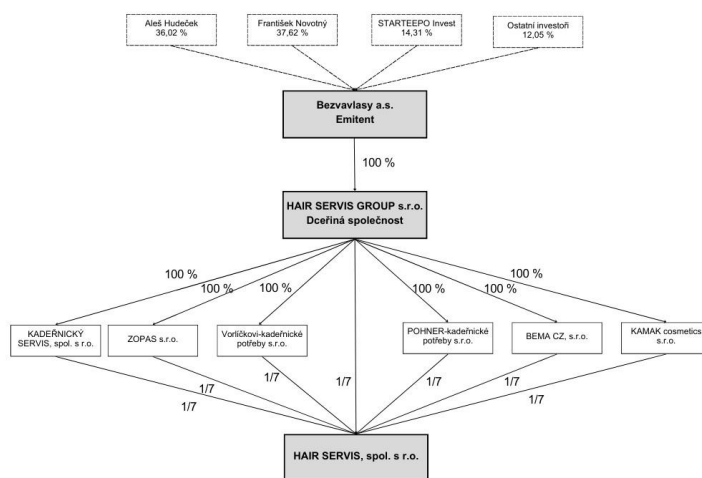 Aleš Hudeček
36,02 %
František Novotný
37,62 %
STARTEEPO Invest
14,31 %
Ostatní investoři
12,05 %
Bezvavlasy a.s.
Emitent
100 %
HAIR SERVIS GROUP s.r.o.
Dceřiná společnost
100 %
100 %
100 %
100 %
100 %
100 %
KADEŘNICKÝ
SERVIS, spol. s r.o.
ZOPAS s.r.o.
Vorlíčkovi-kadeřnické
potřeby s.r.o.
POHNER-kadeřnické
potřeby s.r.o.
BEMA CZ, s.r.o.
KAMAK cosmetics
s.r.o.
1/7
1/7
1/7
1/7
1/7
1/7
1/7
HAIR SERVIS, spol. s r.o.